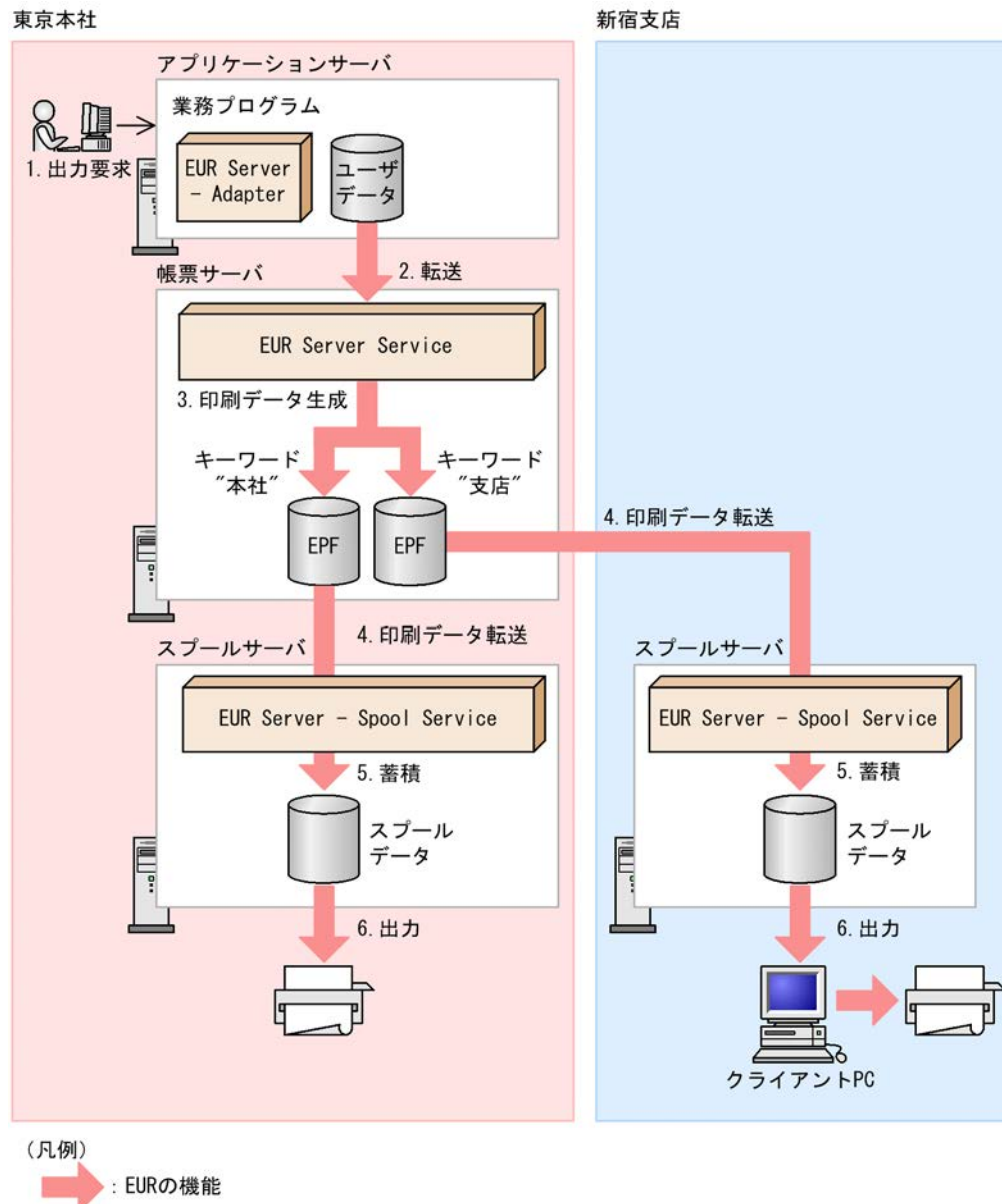 東京本社
新宿支店
アプリケーションサーバ
業務プログラム
1. 出力要求
EUR Server
- Adapter
ユーザ
データ
2. 転送
帳票サーバ
EUR Server Service
3. 印刷データ生成
キーワード
"本社"
キーワード
"支店"
EPF
EPF
4. 印刷データ転送
4. 印刷データ転送
スプールサーバ
EUR Server - Spool Service
5. 蓄積
スプール
データ
6. 出力
スプールサーバ
EUR Server - Spool Service
5. 蓄積
スプール
データ
6. 出力
クライアントPC
(凡例)
: EURの機能